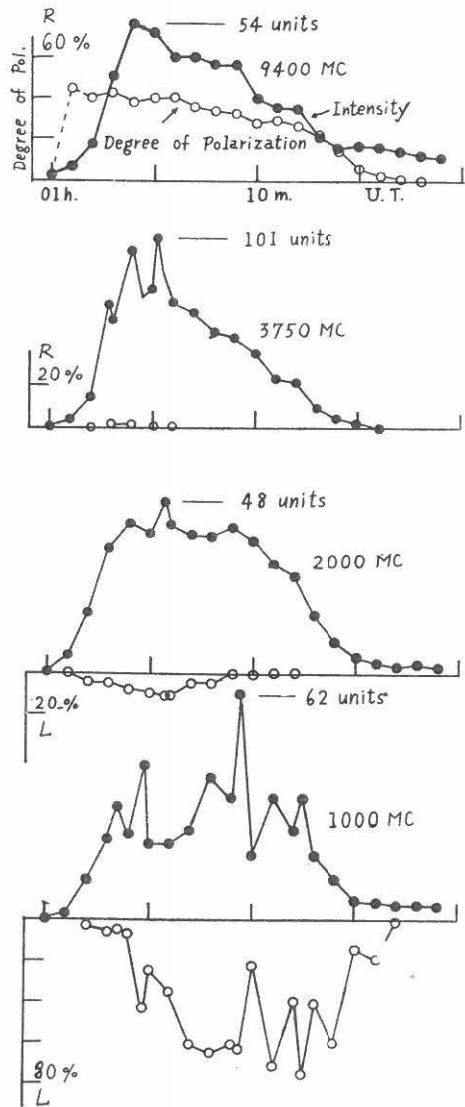 R
54 units
60 %
9400 MC
Intensity
Degree of Pol.
Degree of Polarization
01h.
10 m.
U. T.
R
101 units
3750 MC
20 %
48 units
2000 MC
20 %
L
62 units
1000 MC
80 %
L